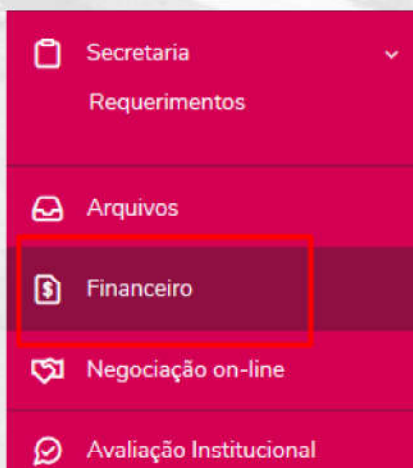 Secretaria
Requerimentos
Arquivos
Financeiro
Negociação on-line
Avaliação Institucional